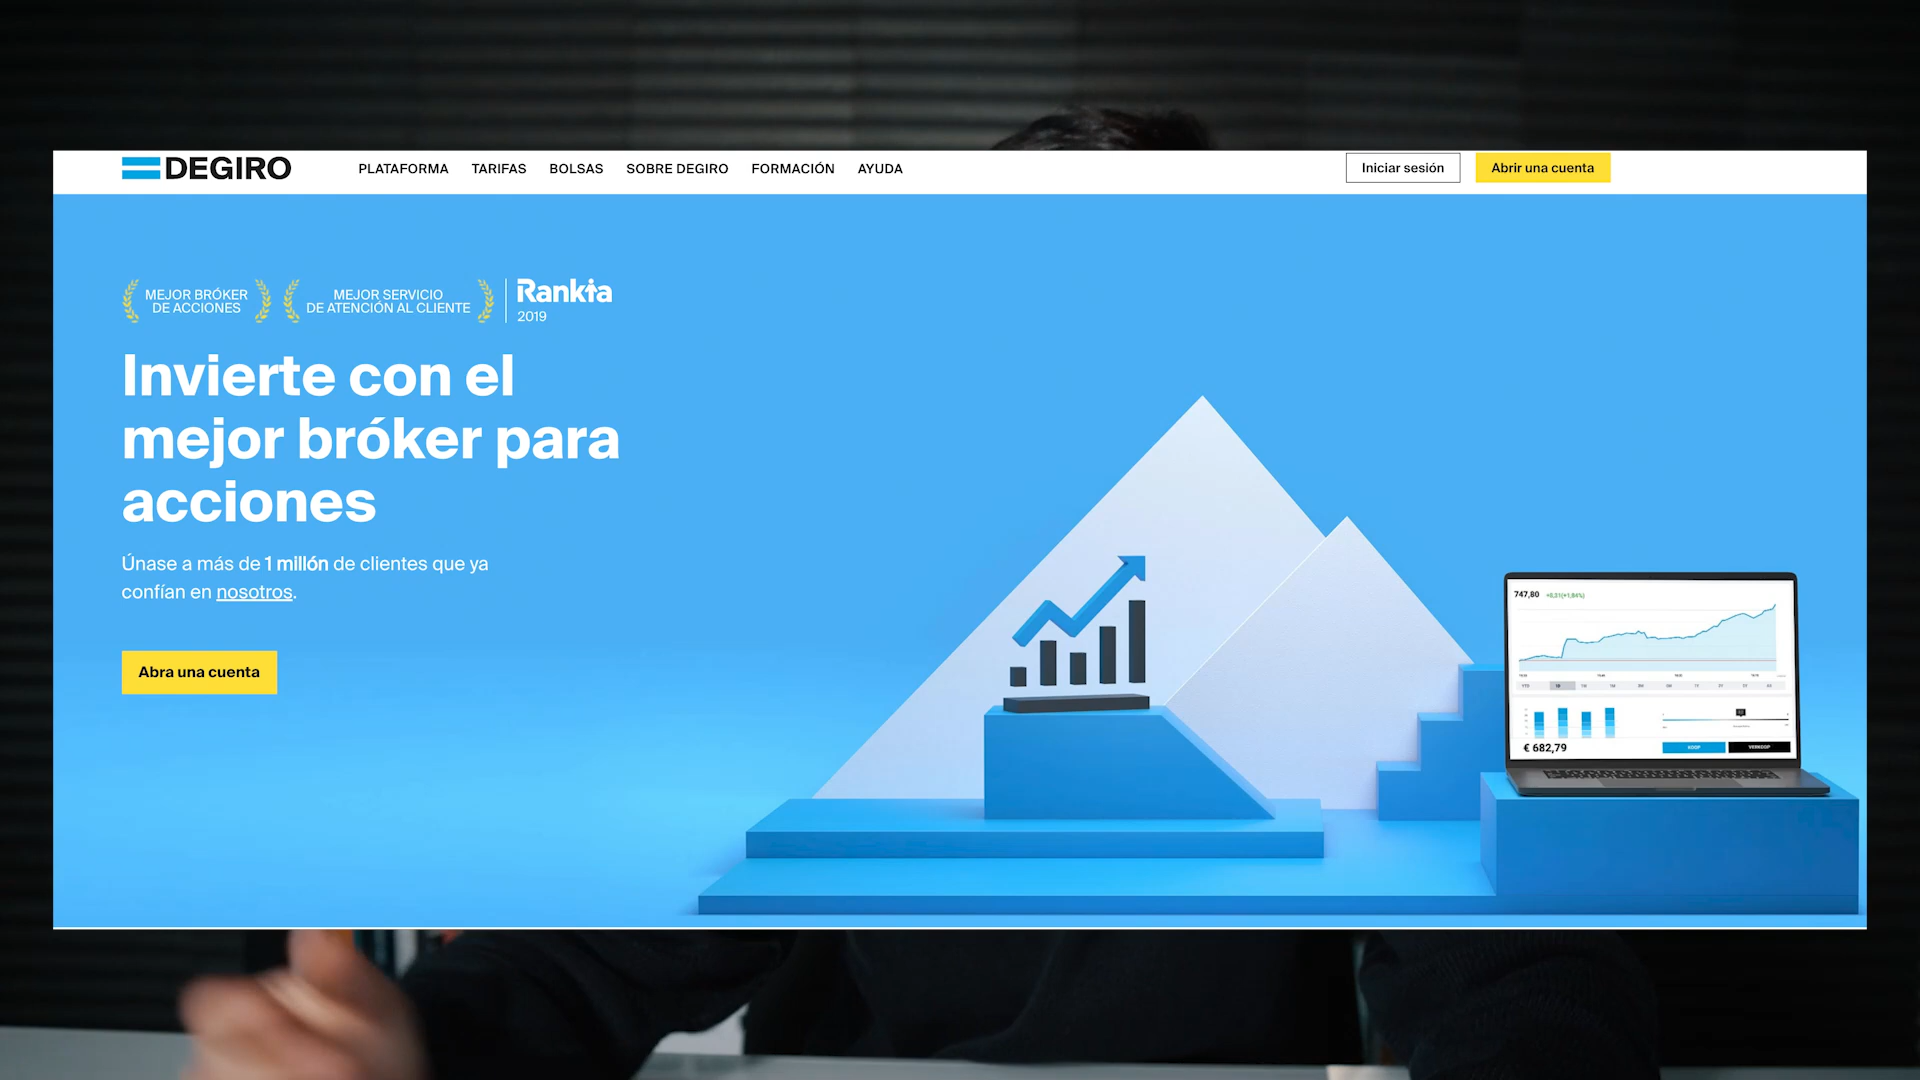 DEGIRO
PLATAFORMA TARIFAS BOLSAS SOBRE DEGIRO FORMACIÓN AYUDA
Iniciar sesión
Abrir una cuenta
MEJOR BRÓKER
DE ACCIONES
MEJOR SERVICIO
DE ATENCIÓN AL CLIENTE
Rankia
2019
Invierte con el
mejor bróker para
acciones
Únase a más de 1 millón de clientes que ya
confían en nosotros.
Abra una cuenta
747,80
€ 682,79